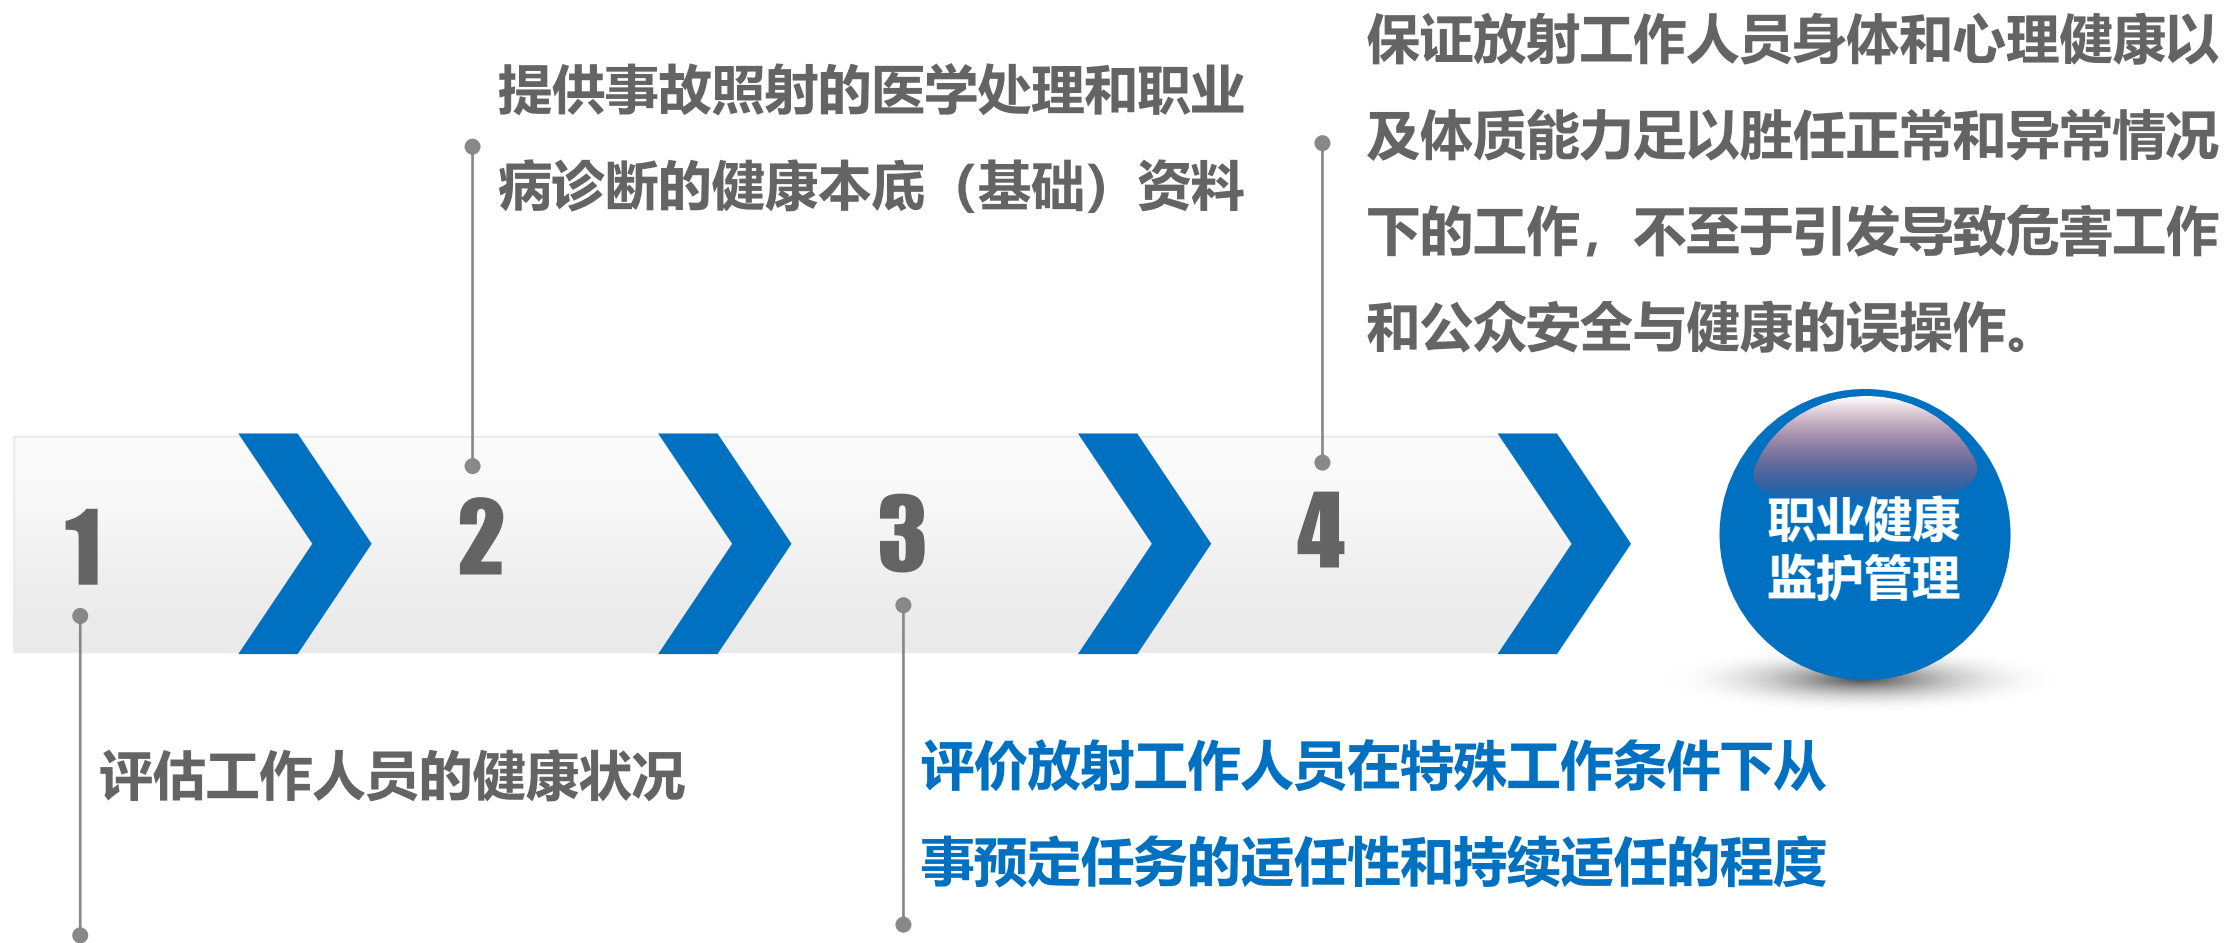 1
评估工作人员的健康状况
2
提供事故照射的医学处理和职业
病诊断的健康本底（基础）资料
3
评价放射工作人员在特殊工作条件下从
事预定任务的适任性和持续适任的程度
4
保证放射工作人员身体和心理健康以
及体质能力足以胜任正常和异常情况
下的工作，不至于引发导致危害工作
和公众安全与健康的误操作。
职业健康
监护管理